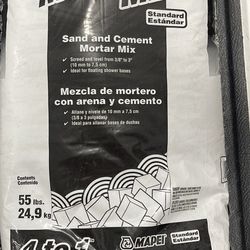 Standard
Estándar
Sand and Cement
Mortar Mix
• Screed and level from 3/8" to 3"
(10 mm to 7,5 cm)
• Ideal for floating shower bases
Mezcla de mortero
con arena y cemento
• Allane y nivele de 10 mm a 7,5 cm
(3/8 a 3 pulgadas)
• Ideal para allanar bases de duchas
Contents
Contenido
55 lbs.
24,9 kg
4 to 1
MAPEI
Standard
Estándar